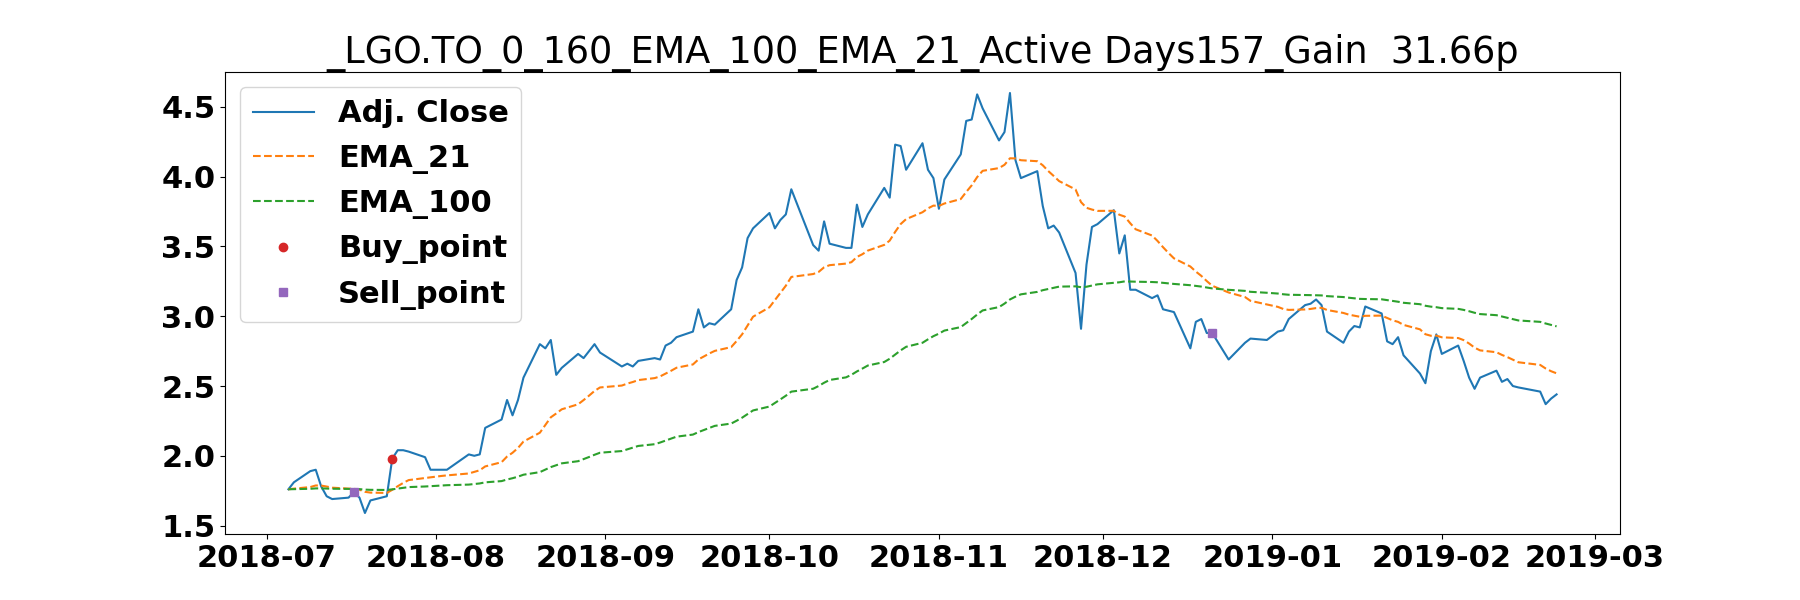 _LGO.TO_0_160_EMA_100_EMA_21_Active Days157_Gain  31.66p
4.5
4.0
3.5
3.0
2.5
2.0
1.5
Adj. Close
EMA_21
EMA_100
Buy_point
Sell_point
2018-07 2018-08 2018-09 2018-10 2018-11 2018-12 2019-01 2019-02 2019-03